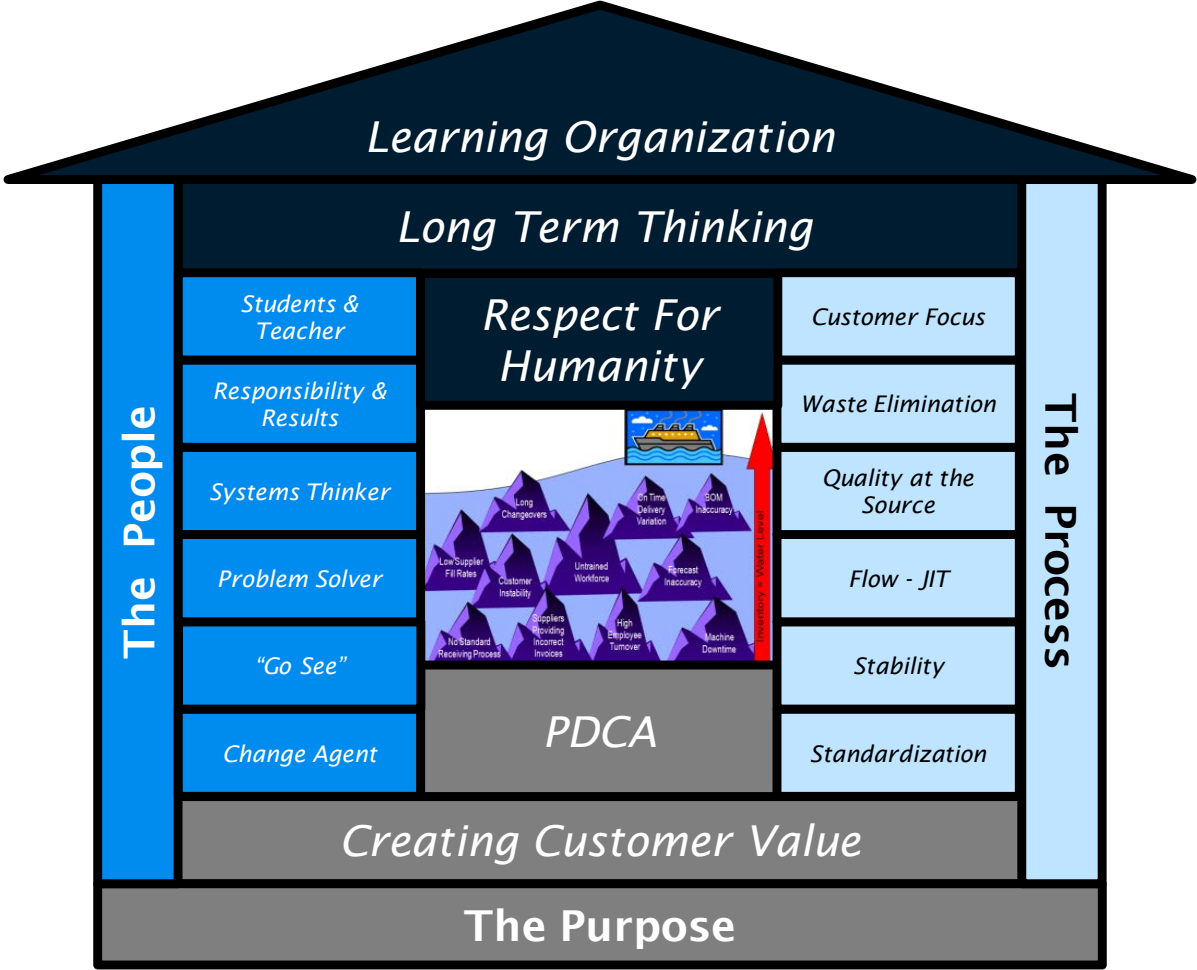 Learning Organization
Long Term Thinking
The People
Students &
Teacher
Responsibility &
Results
Systems Thinker
Problem Solver
“Go See”
Change Agent
Respect For
Humanity
Long
Changeovers
On Time
Delivery
Variation
BOM
Inaccuracy
Low Supplier
Fill Rates
Customer
Instability
Untrained
Workforce
Forecast
Inaccuracy
No Standard
Receiving Process
Suppliers
Providing
Incorrect
Invoices
High
Employee
Turnover
Machine
Downtime
Inventory = Water Level
PDCA
Customer Focus
Waste Elimination
Quality at the
Source
Flow - JIT
Stability
Standardization
The Process
Creating Customer Value
The Purpose